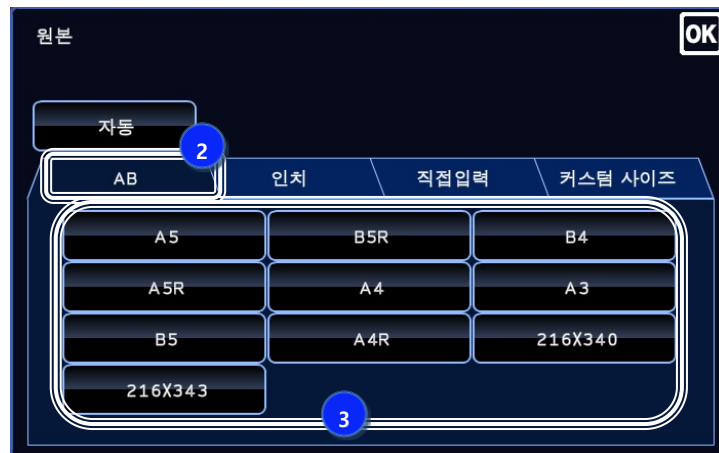 원본
OK
자동
2
AB 인치 직접입력 커스텀 사이즈
A5 B5R B4
A5R A4 A3
B5 A4R 216X340
216X343
3